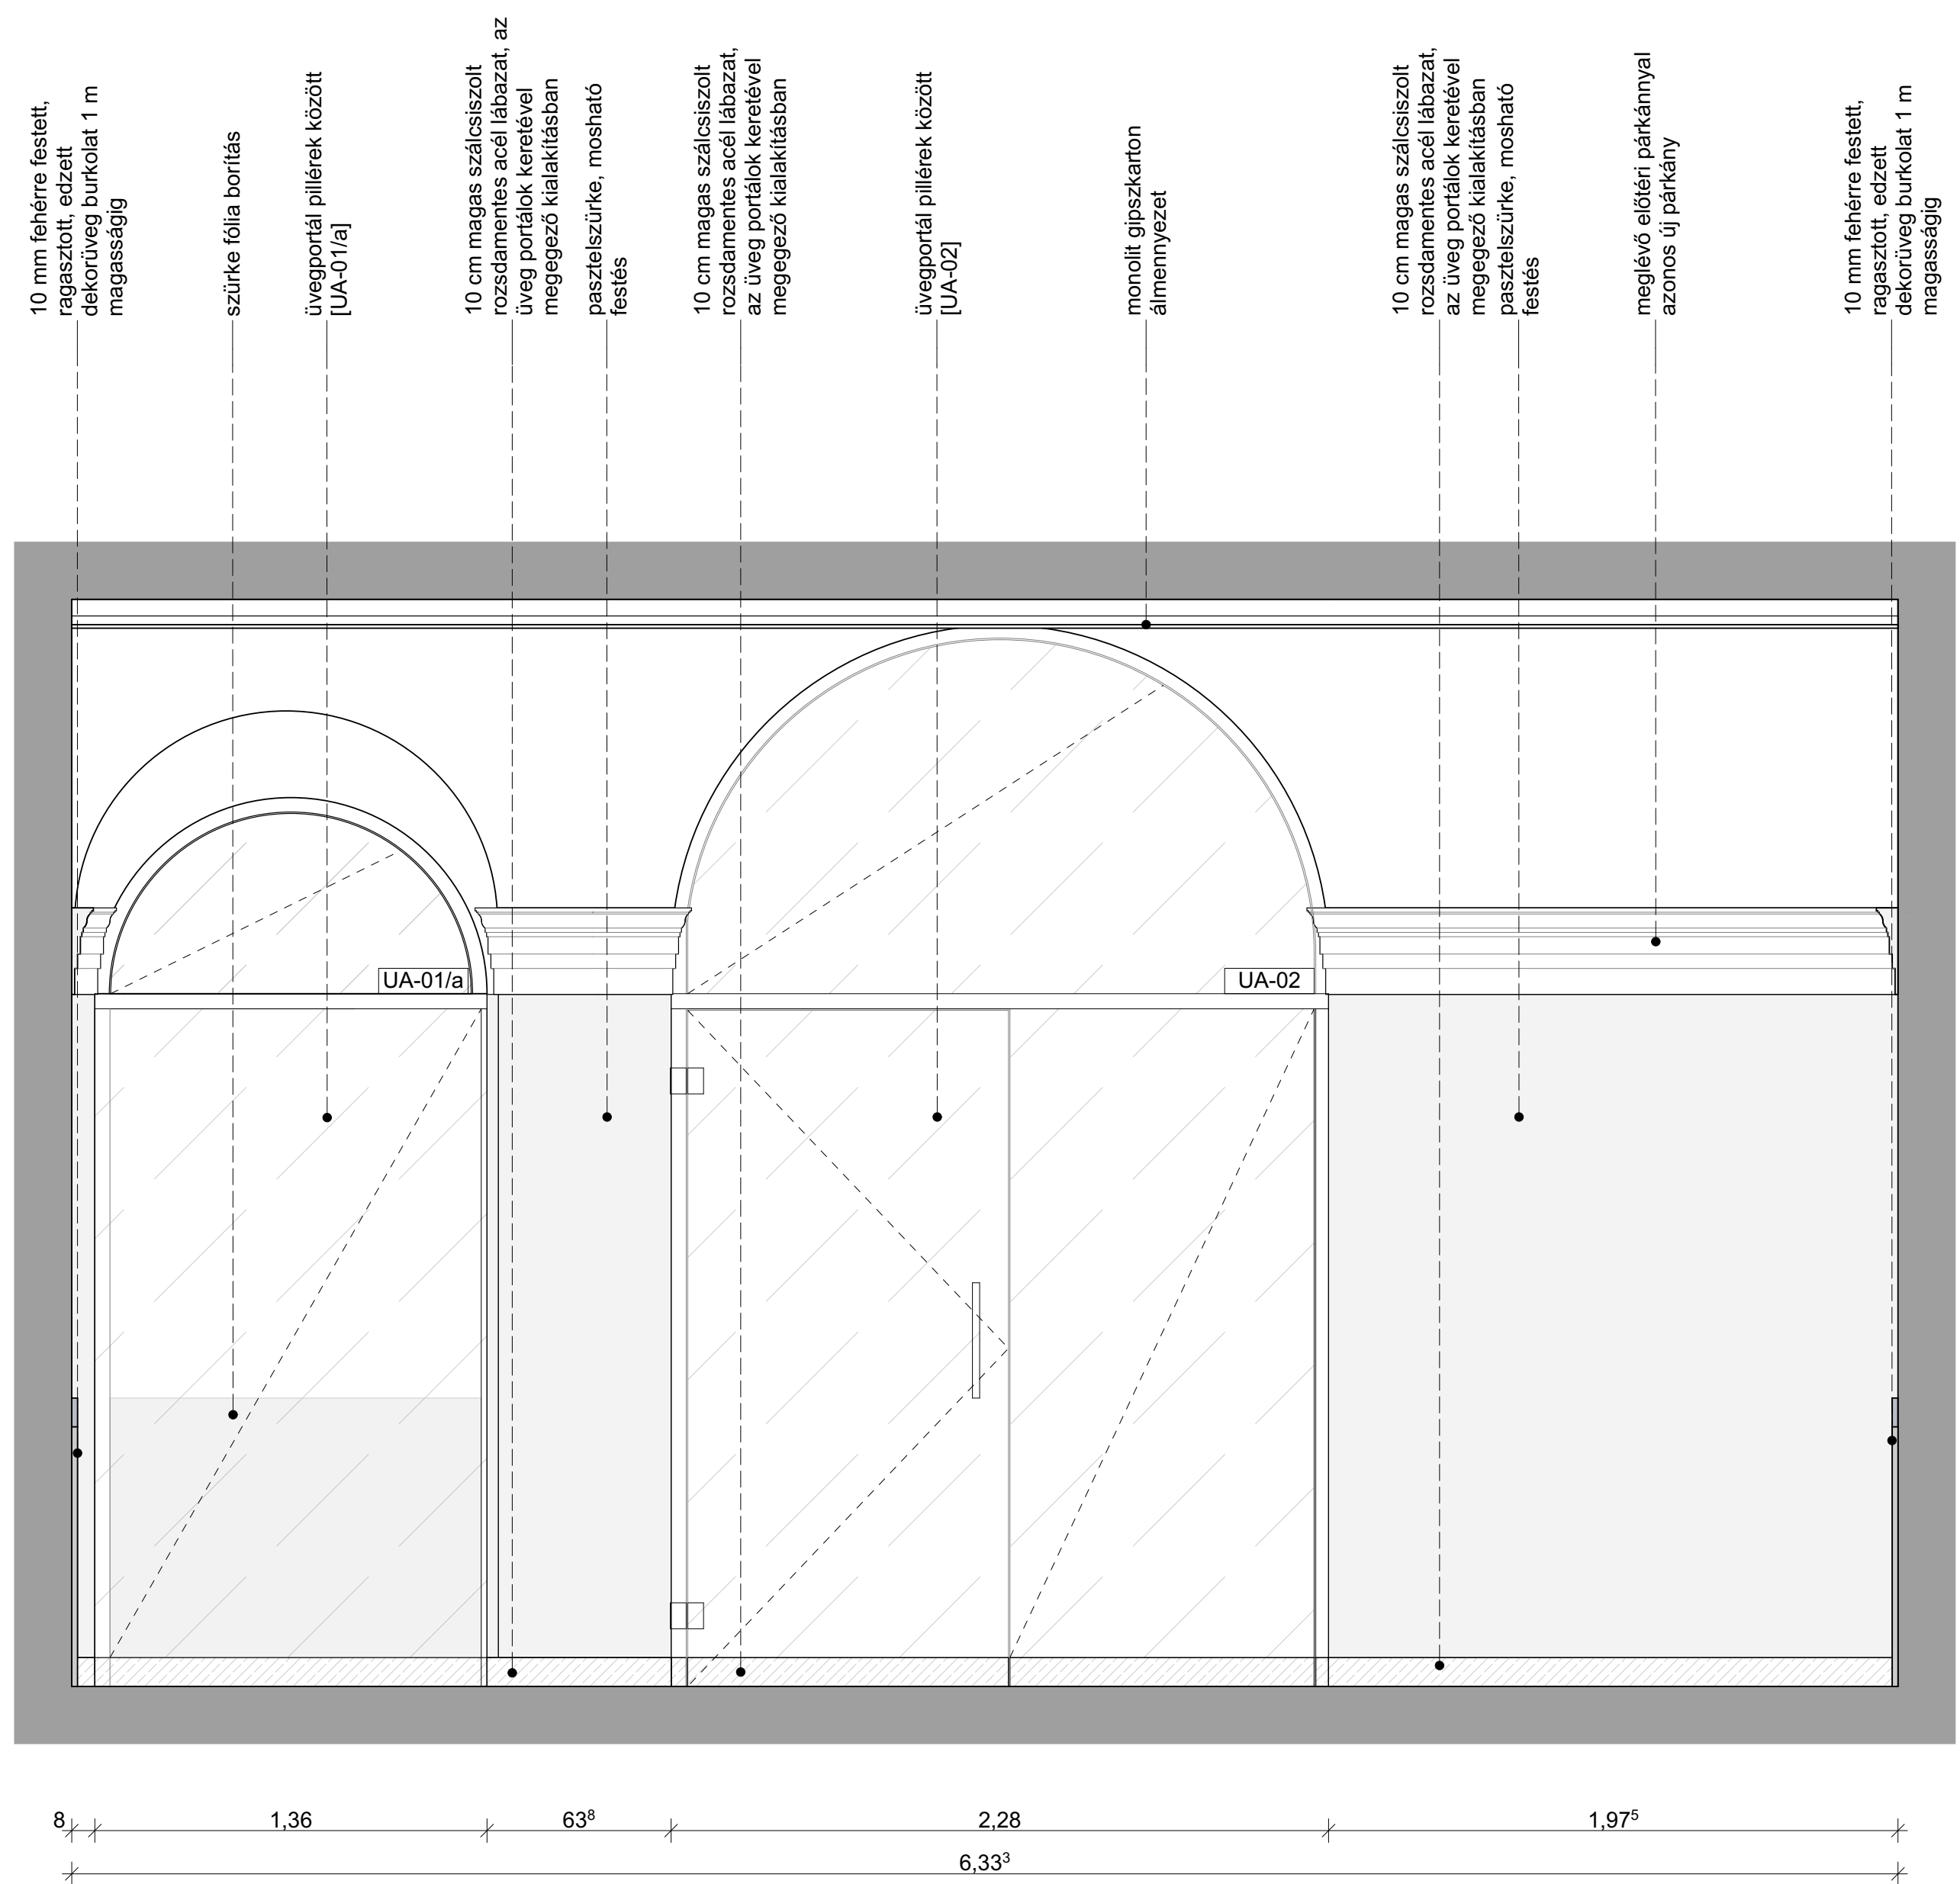 10 mm fehérre festett,
ragasztott, edzett
dekorüveg burkolat 1 m
magasságig
szürke fólia borítás
üvegportál pillérek között
[UA-01/a]
10 cm magas szálcsiszolt
rozsdamentes acél lábazat, az
üveg portálok keretével
megegező kialakításban
pasztelszürke, mosható
festés
10 cm magas szálcsiszolt
rozsdamentes acél lábazat,
az üveg portálok keretével
megegező kialakításban
üvegportál pillérek között
[UA-02]
monolit gipszkarton
álmennyezet
10 cm magas szálcsiszolt
rozsdamentes acél lábazat,
az üveg portálok keretével
megegező kialakításban
pasztelszürke, mosható
festés
meglévő előtéri párkánnyal
azonos új párkány
10 mm fehérre festett,
ragasztott, edzett
dekorüveg burkolat 1 m
magasságig
UA-01/a
UA-02
8
1,36
63⁸
2,28
1,97⁵
6,33³